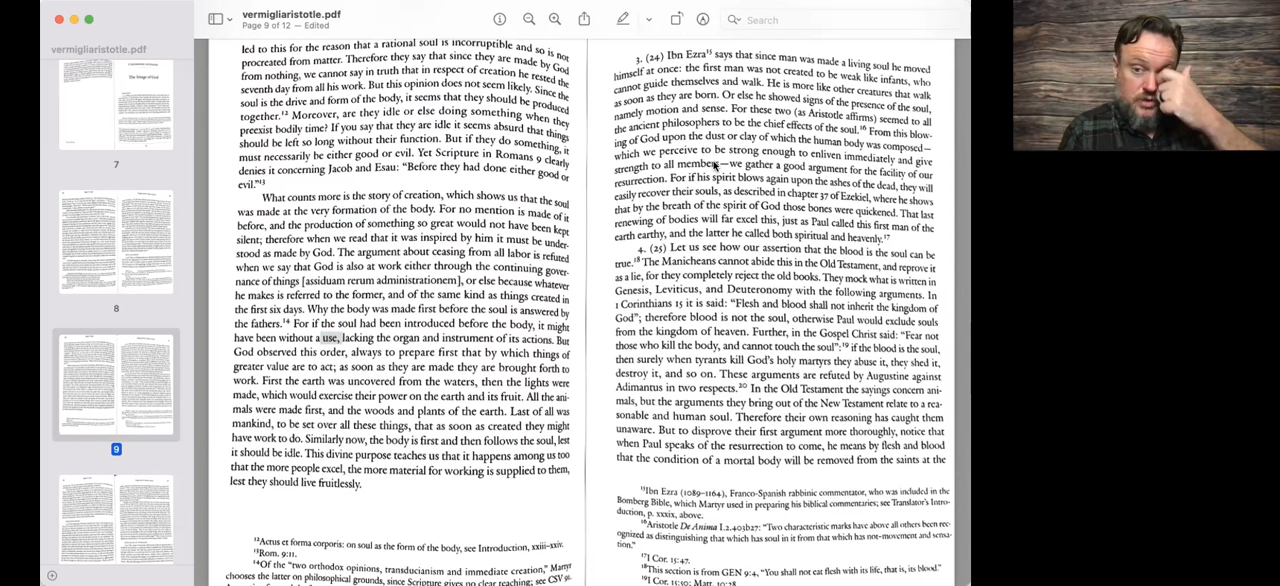 vermigliaristotle.pdf
Page 9 of 12 — Edited
Search
vermigliaristotle.pdf
7
8
9
led to this for the reason that a rational soul is incorruptible and so is not
procreated from matter. Therefore they say that since they are made by God
from nothing, we cannot say in truth that in respect of creation he rested the
seventh day from all his work. But this opinion does not seem likely. Since the
soul is the drive and form of the body, it seems that they should be produced
together.¹² Moreover, are they idle or else doing something when they
preexist bodily time? If you say that they are idle it seems absurd that things
should be left so long without their function. But if they do something, it
must necessarily be either good or evil. Yet Scripture in Romans 9 clearly
denies it concerning Jacob and Esau: “Before they had done either good or
evil.”¹³
What counts more is the story of creation, which shows us that the soul
was made at the very formation of the body. For no mention is made of it
before, and the production of something so great would not have been kept
silent; therefore when we read that it was inspired by him it must be under-
stood as made by God. The argument about ceasing from all labor is refuted
when we say that God is also at work either through the continuing gover-
nance of things [assiduam rerum administrationem], or else because whatever
he makes is referred to the former, and of the same kind as things created in
the first six days. Why the body was made first before the soul is answered by
the fathers.¹⁴ For if the soul had been introduced before the body, it might
have been without a use, lacking the organ and instrument of its actions. But
God observed this order, always to prepare first that by which things of
greater value are to act; as soon as they are made they are brought forth to
work. First the earth was uncovered from the waters, then the lights were
made, which would exercise their power on the earth and its fruit. All the ani-
mals were made first, and the woods and plants of the earth. Last of all was
mankind, to be set over all these things, that as soon as created they might
have work to do. Similarly now, the body is first and then follows the soul, lest
it should be idle. This divine purpose teaches us that it happens among us too
that the more people excel, the more material for working is supplied to them,
lest they should live fruitlessly.
¹²Actus et forma corporis: on soul as the form of the body, see Introduction, xxiii–xxiv.
¹³Rom. 9:11.
¹⁴Of the “two orthodox opinions, transducianism and immediate creation,” Martyr
chooses the latter on philosophical grounds, since Scripture gives no clear teaching; see CSV
3. (24) Ibn Ezra¹⁵ says that since man was made a living soul he moved
himself at once: the first man was not created to be weak like infants, who
cannot guide themselves and walk. He is more like other creatures that walk
as soon as they are born. Or else he showed signs of the presence of the soul,
namely motion and sense. For these two (as Aristotle affirms) seemed to all
the ancient philosophers to be the chief effects of the soul.¹⁶ From this blow-
ing of God upon the dust or clay of which the human body was composed—
which we perceive to be strong enough to enliven immediately and give
strength to all members—we gather a good argument for the facility of our
resurrection. For if his spirit blows again upon the ashes of the dead, they will
easily recover their souls, as described in chapter 37 of Ezekiel, where he shows
that by the breath of the spirit of God those bones were quickened. That last
renewing of bodies will far excel this, just as Paul called this first man of the
earth earthy, and the latter he called both spiritual and heavenly.¹⁷
4. (25) Let us see how our assertion that the blood is the soul can be
true.¹⁸ The Manicheans cannot abide this in the Old Testament, and reprove it
as a lie, for they completely reject the old books. They mock what is written in
Genesis, Leviticus, and Deuteronomy with the following arguments. In
1 Corinthians 15 it is said: “Flesh and blood shall not inherit the kingdom of
God”; therefore blood is not the soul, otherwise Paul would exclude souls
from the kingdom of heaven. Further, in the Gospel Christ said: “Fear not
those who kill the body, and cannot touch the soul”:¹⁹ if the blood is the soul,
then surely when tyrants kill God’s holy martyrs they abuse it, they shed it,
destroy it, and so on. These arguments are refuted by Augustine against
Adimantus in two respects.²⁰ In the Old Testament the sayings concern ani-
mals, but the arguments they bring out of the New Testament relate to a rea-
sonable and human soul. Therefore their own reasoning has caught them
unaware. But to disprove their first argument more thoroughly, notice that
when Paul speaks of the resurrection to come, he means by flesh and blood
that the condition of a mortal body will be removed from the saints at the
¹⁵Ibn Ezra (1089–1164), Franco-Spanish rabbinic commentator, who was included in the
Bomberg Bible, which Martyr used in preparing his biblical commentaries; see Translator’s Intro-
duction, p. xxxix, above.
¹⁶Aristotle De Anima 1.2.403b27: “Two characteristic marks have above all others been rec-
ognized as distinguishing that which has soul in it from that which has not–movement and sensa-
tion.”
¹⁷1 Cor. 15:47.
¹⁸This section is from GEN 9:4, “You shall not eat flesh with its life, that is, its blood.”
¹⁹1 Cor. 15:50; Matt. 10:28